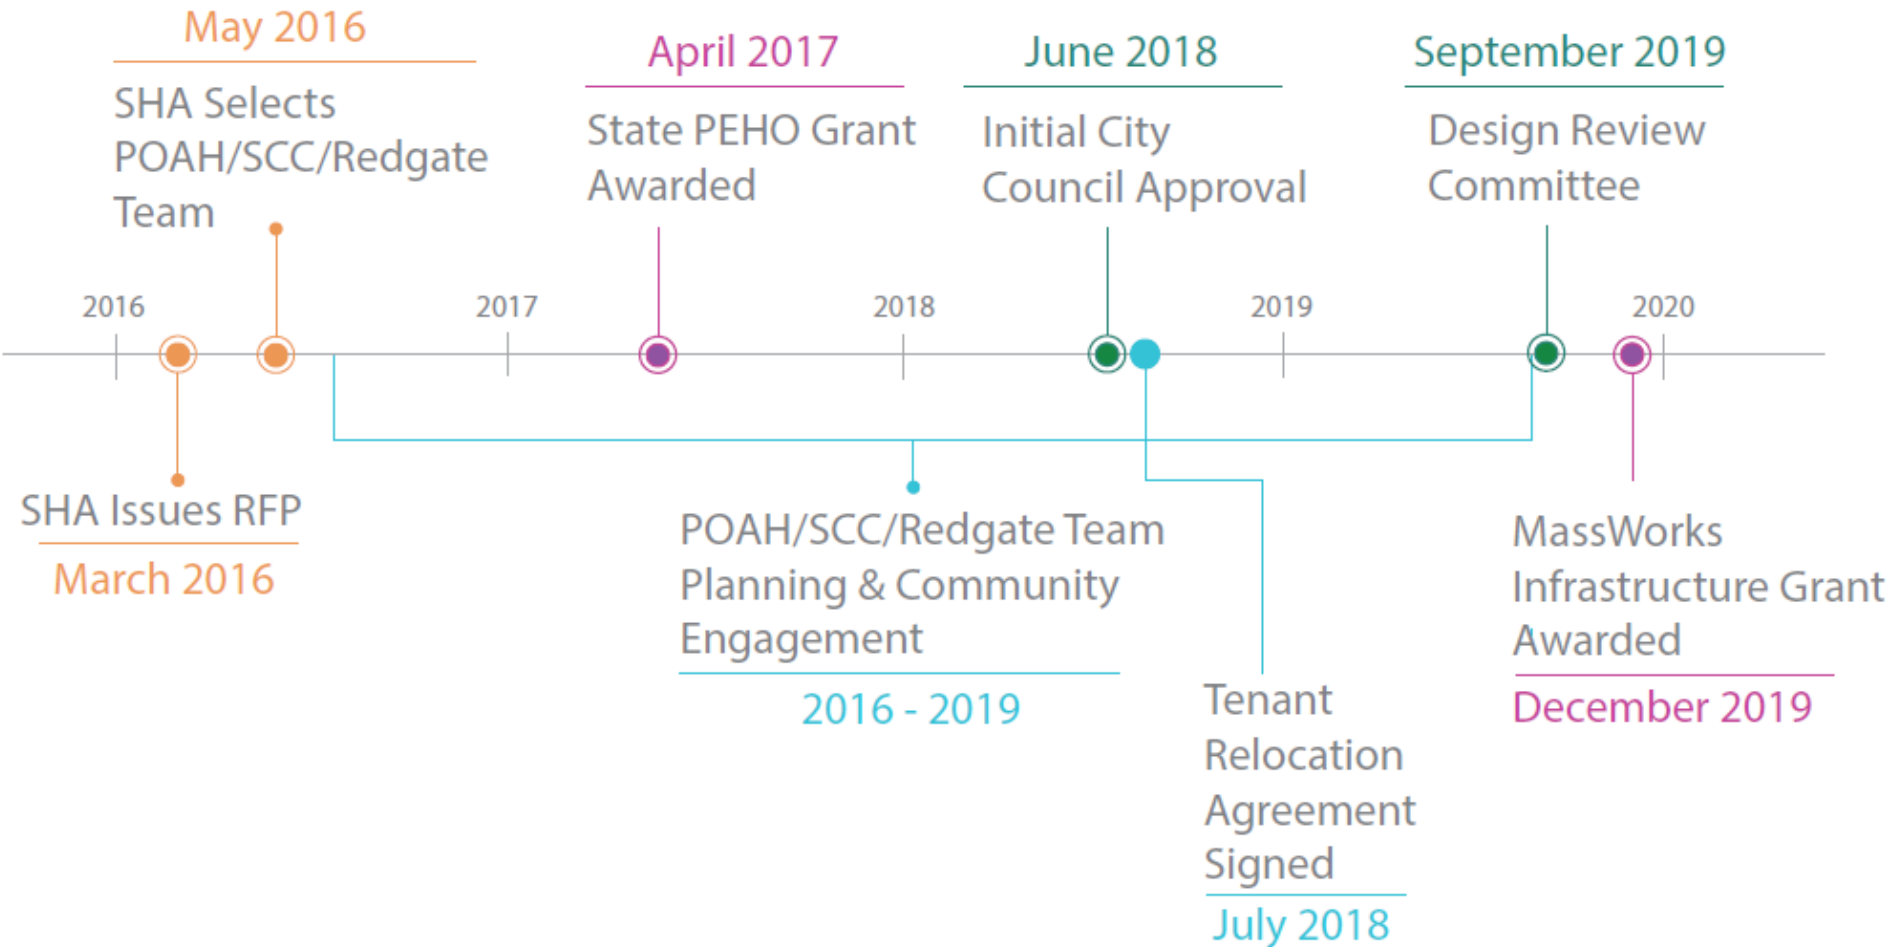 May 2016
SHA Selects
POAH/SCC/Redgate
Team
April 2017
State PEHO Grant
Awarded
June 2018
Initial City
Council Approval
September 2019
Design Review
Committee
2016
2017
2018
2019
2020
SHA Issues RFP
March 2016
POAH/SCC/Redgate Team
Planning & Community
Engagement
2016 - 2019
Tenant
Relocation
Agreement
Signed
July 2018
MassWorks
Infrastructure Grant
Awarded
December 2019